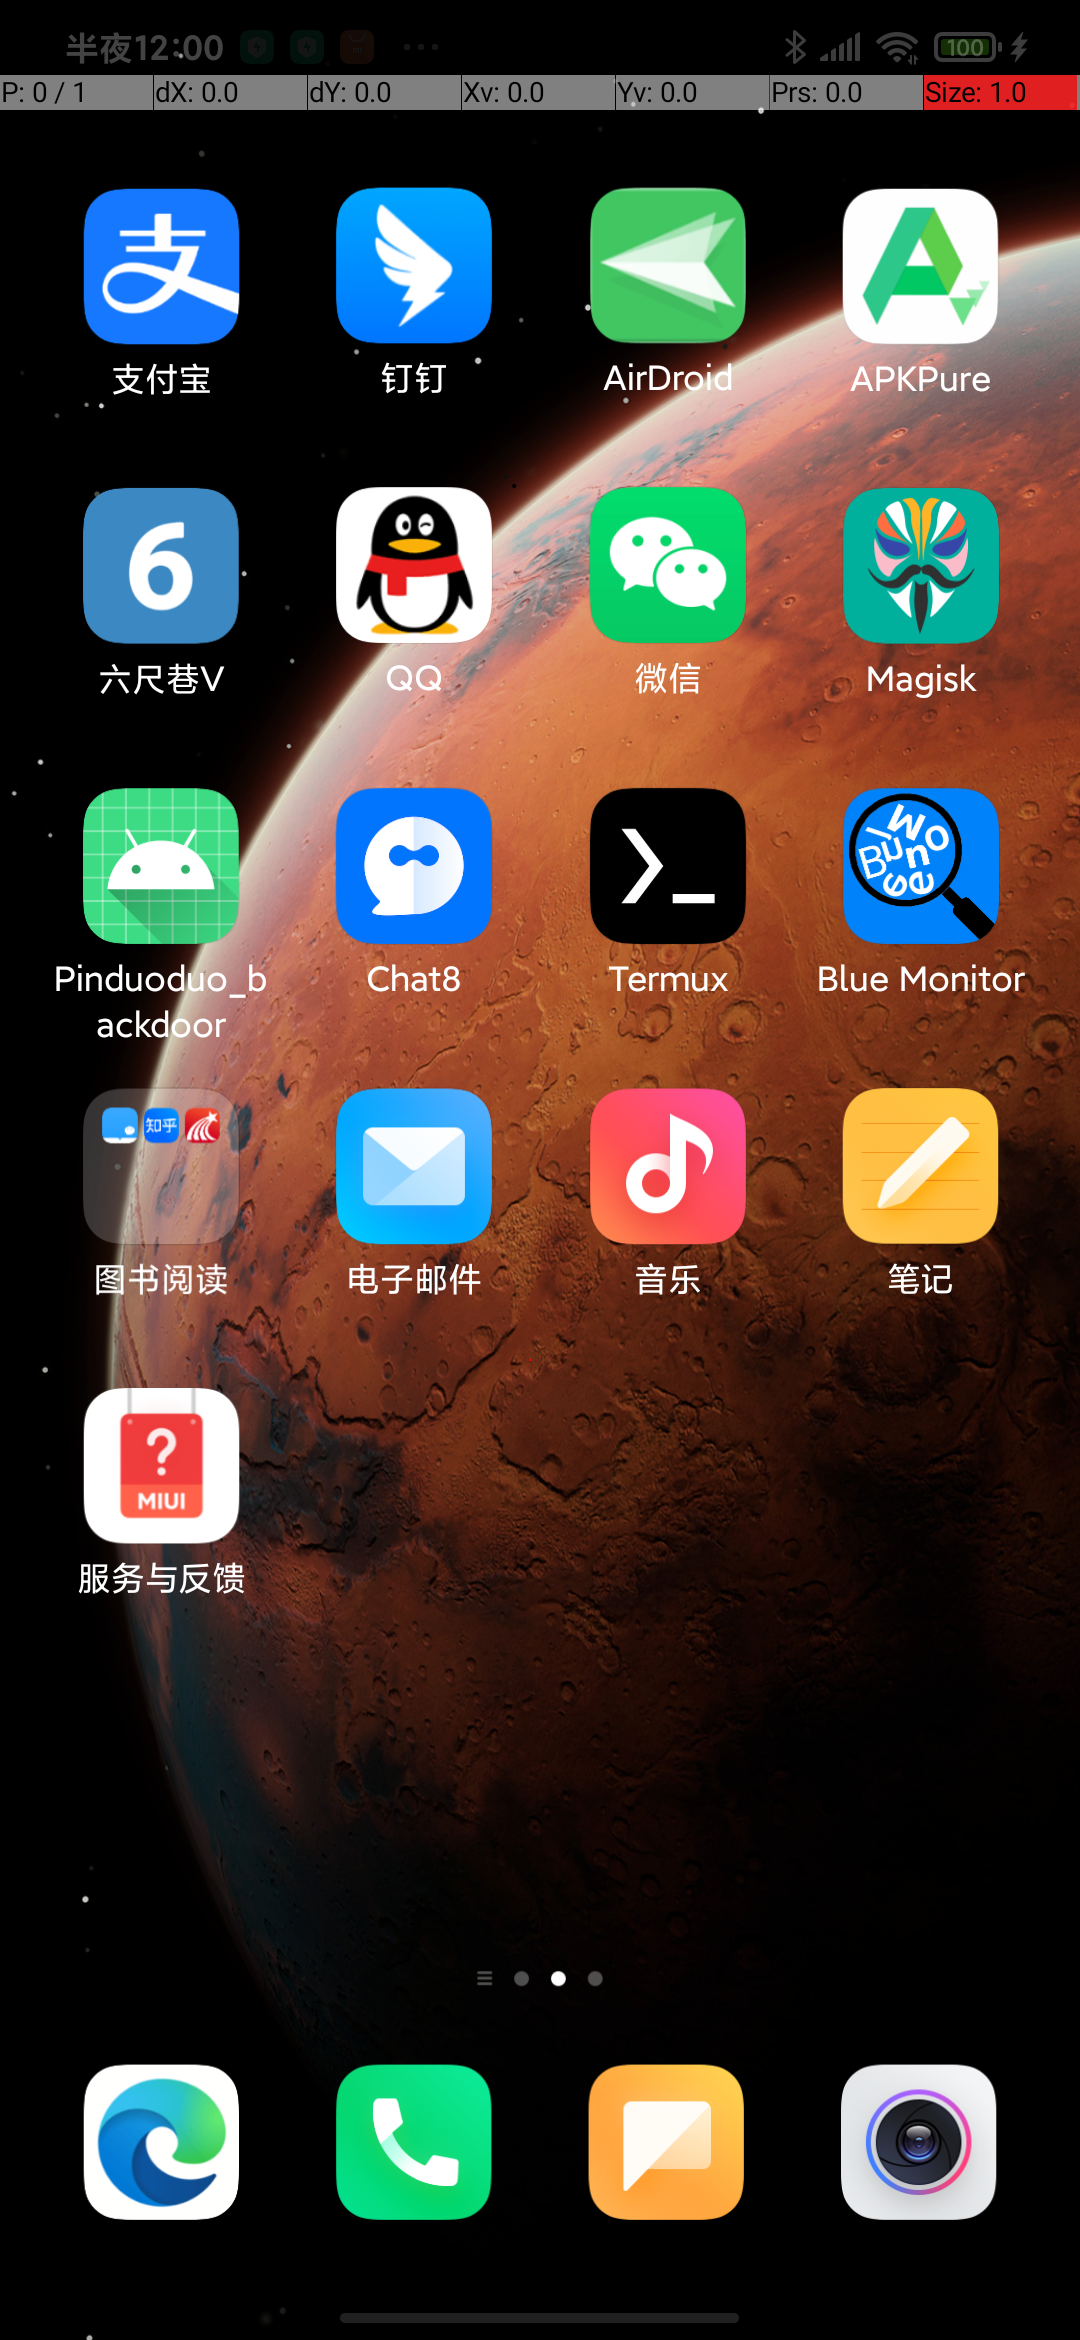 半夜12:00
100
P: 0 / 1
dX: 0.0
dY: 0.0
Xv: 0.0
Yv: 0.0
Prs: 0.0
Size: 1.0
支
支付宝
钉钉
AirDroid
APKPure
6
六尺巷V
QQ
微信
Magisk
Pinduoduo_b
ackdoor
Chat8
Termux
Blue Monitor
知乎
图书阅读
电子邮件
音乐
笔记
?
MIUI
服务与反馈